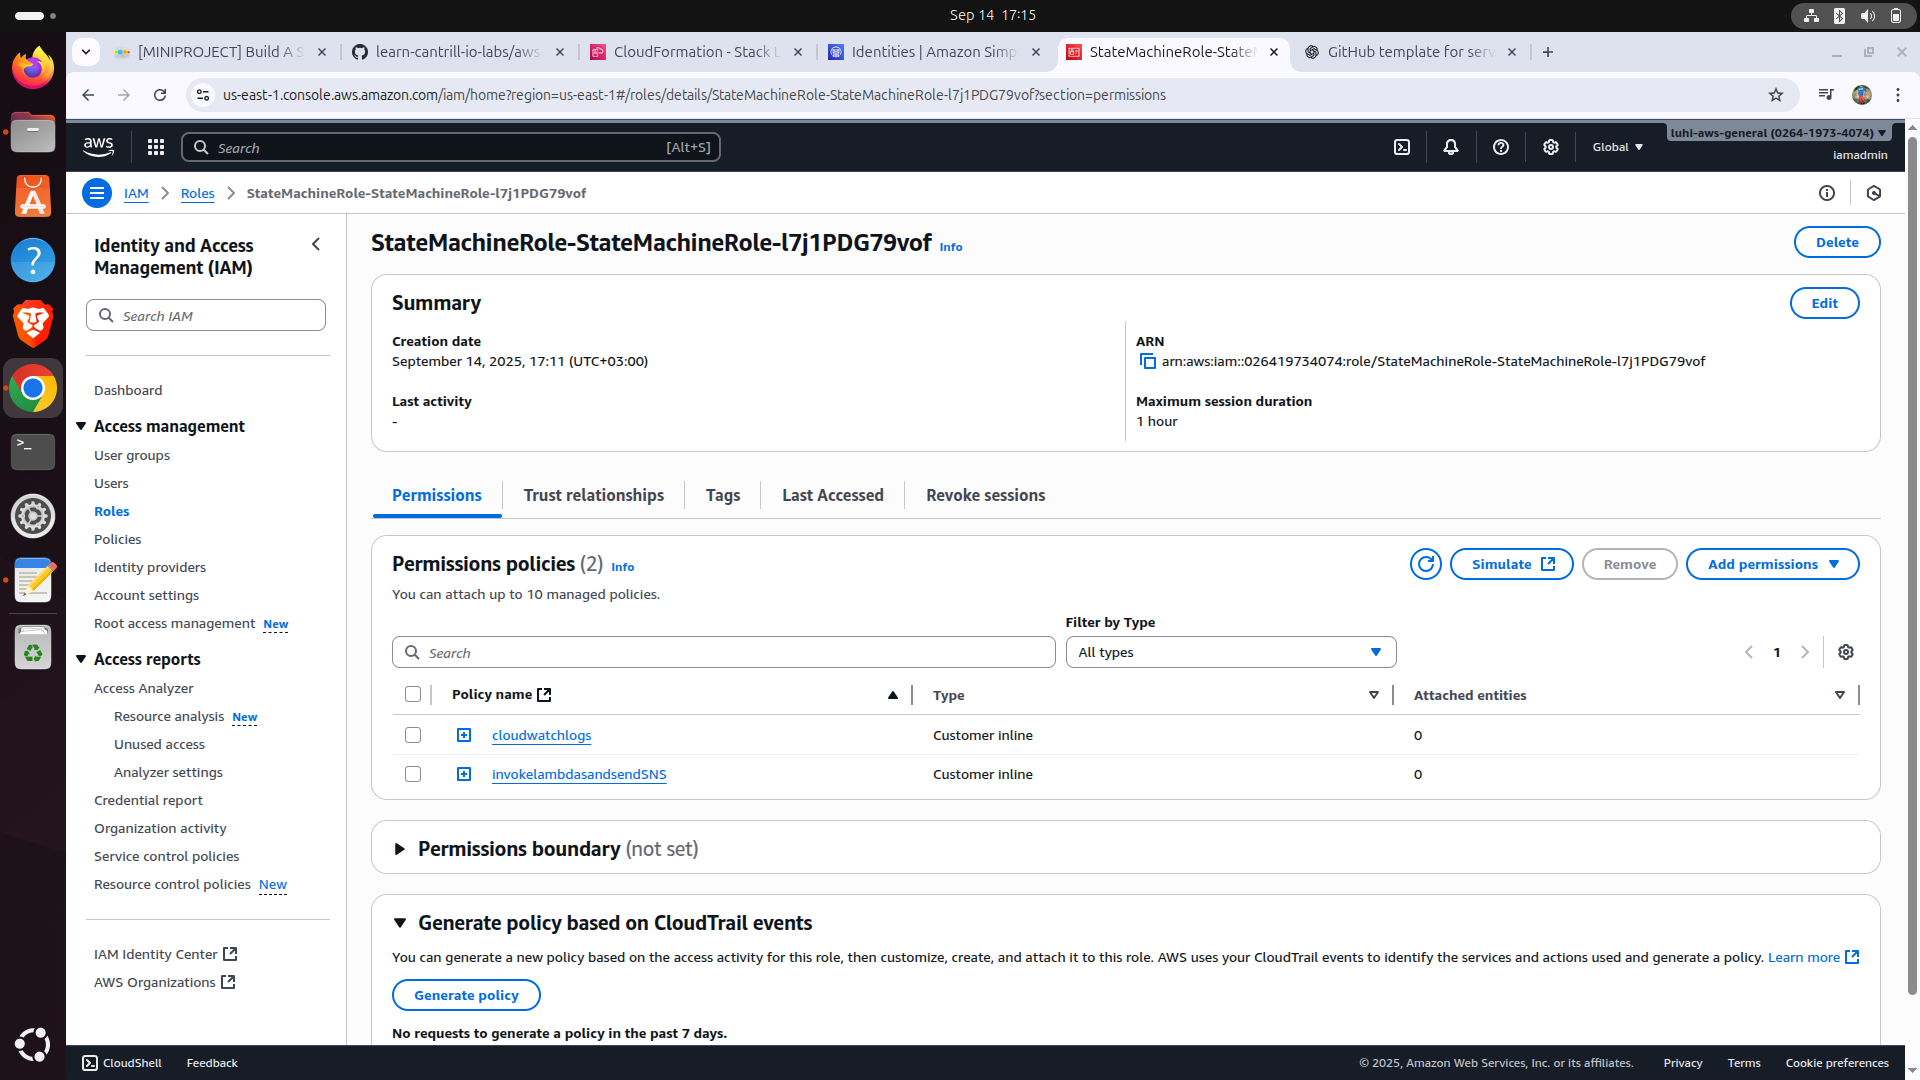 Sep 14 17:15
[MINIPROJECT] Build A S
learn-cantrill-io-labs/aws
CloudFormation - Stack L
Identities | Amazon Simp
StateMachineRole-State
GitHub template for serv
us-east-1.console.aws.amazon.com/iam/home?region=us-east-1#/roles/details/StateMachineRole-StateMachineRole-l7j1PDG79vof?section=permissions
aws
Search
[Alt+S]
Global
luhi-aws-general (0264-1973-4074)
iamadmin
IAM
Roles
StateMachineRole-StateMachineRole-l7j1PDG79vof
Identity and Access
Management (IAM)
Search IAM
Dashboard
Access management
User groups
Users
Roles
Policies
Identity providers
Account settings
Root access management New
Access reports
Access Analyzer
Resource analysis New
Unused access
Analyzer settings
Credential report
Organization activity
Service control policies
Resource control policies New
IAM Identity Center
AWS Organizations
StateMachineRole-StateMachineRole-l7j1PDG79vof Info
Delete
Summary
Edit
Creation date
September 14, 2025, 17:11 (UTC+03:00)
ARN
arn:aws:iam::026419734074:role/StateMachineRole-StateMachineRole-l7j1PDG79vof
Last activity
-
Maximum session duration
1 hour
Permissions
Trust relationships
Tags
Last Accessed
Revoke sessions
Permissions policies (2) Info
Simulate
Remove
Add permissions
You can attach up to 10 managed policies.
Filter by Type
Search
All types
1
Policy name
Type
Attached entities
cloudwatchlogs
Customer inline
0
invokelambdasandsendSNS
Customer inline
0
Permissions boundary (not set)
Generate policy based on CloudTrail events
You can generate a new policy based on the access activity for this role, then customize, create, and attach it to this role. AWS uses your CloudTrail events to identify the services and actions used and generate a policy. Learn more
Generate policy
No requests to generate a policy in the past 7 days.
CloudShell
Feedback
© 2025, Amazon Web Services, Inc. or its affiliates.
Privacy
Terms
Cookie preferences